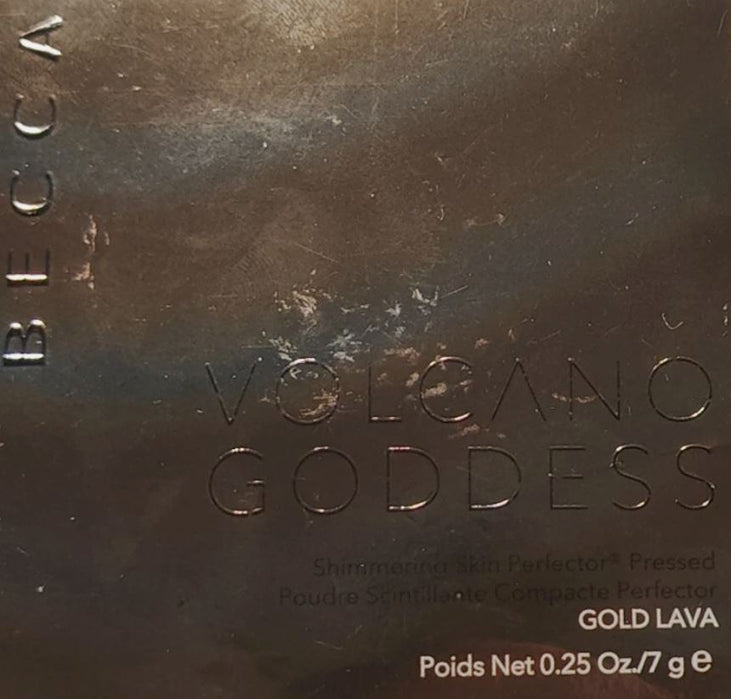 BECCA
VOLCANO
GODDESS
Shimmering Skin Perfector® Pressed
Poudre Scintillante Compacte Perfector
GOLD LAVA
Poids Net 0.25 Oz./7 g e